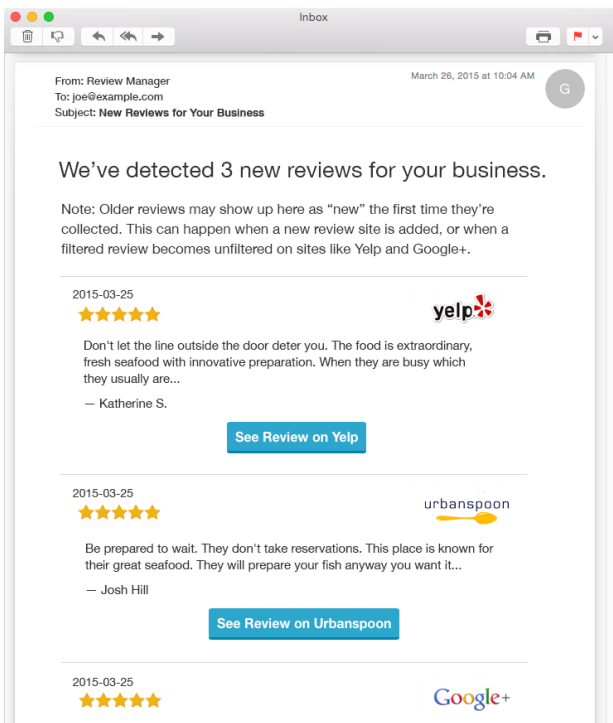 Inbox
From: Review Manager
March 26, 2015 at 10:04 AM
G
To: joe@example.com
Subject: New Reviews for Your Business
We've detected 3 new reviews for your business.
Note: Older reviews may show up here as “new” the first time they're
collected. This can happen when a new review site is added, or when a
filtered review becomes unfiltered on sites like Yelp and Google+.
2015-03-25
yelp
Don't let the line outside the door deter you. The food is extraordinary,
fresh seafood with innovative preparation. When they are busy which
they usually are...
— Katherine S.
See Review on Yelp
2015-03-25
urbanspoon
Be prepared to wait. They don't take reservations. This place is known for
their great seafood. They will prepare your fish anyway you want it...
— Josh Hill
See Review on Urbanspoon
2015-03-25
Google+